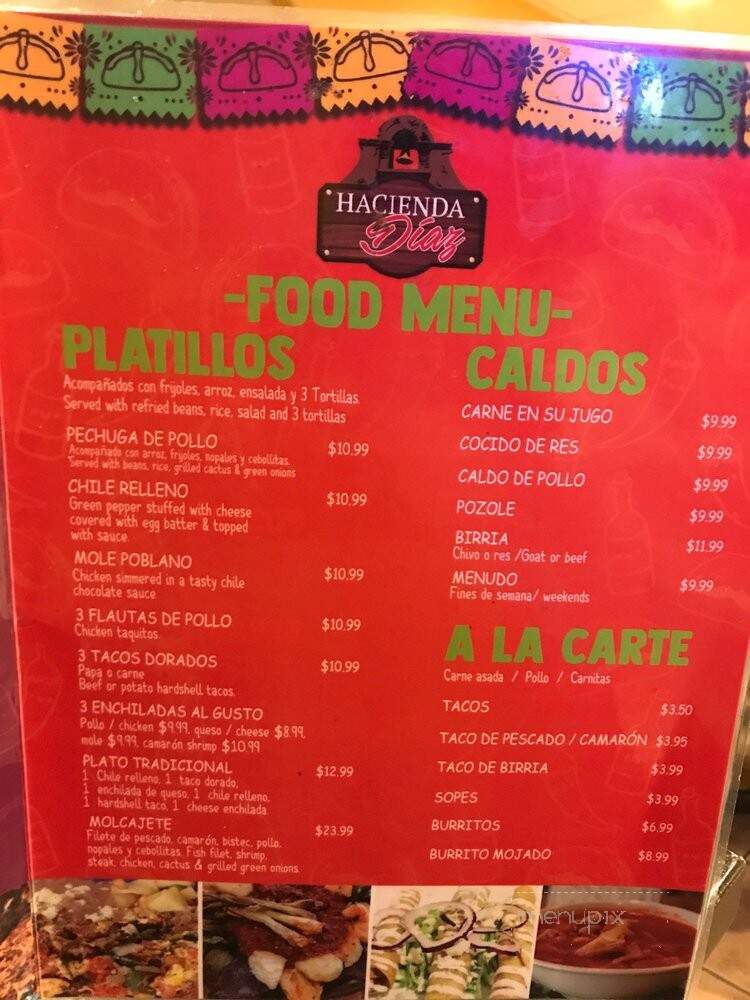 HACIENDA
Díaz
-FOOD MENU-
PLATILLOS
Acompañados con frijoles, arroz, ensalada y 3 Tortillas.
Served with refried beans, rice, salad and 3 tortillas
PECHUGA DE POLLO $10.99
Acompañado con arroz, frijoles, nopales y cebollitas.
Served with beans, rice, grilled cactus & green onions
CHILE RELLENO $10.99
Green pepper stuffed with cheese
covered with egg batter & topped
with sauce.
MOLE POBLANO $10.99
Chicken simmered in a tasty chile
chocolate sauce.
3 FLAUTAS DE POLLO $10.99
Chicken taquitos.
3 TACOS DORADOS $10.99
Papa o carne
Beef or potato hardshell tacos.
3 ENCHILADAS AL GUSTO
Pollo / chicken $9.99, queso / cheese $8.99,
mole $9.99, camarón shrimp $10.99
PLATO TRADICIONAL $12.99
1 Chile relleno, 1 taco dorado,
1 enchilada de queso, 1 chile relleno,
1 hardshell taco, 1 cheese enchilada
MOLCAJETE $23.99
Filete de pescado, camarón, bistec, pollo,
nopales y cebollitas. Fish filet, shrimp,
steak, chicken, cactus & grilled green onions.
CALDOS
CARNE EN SU JUGO $9.99
COCIDO DE RES $9.99
CALDO DE POLLO $9.99
POZOLE $9.99
BIRRIA $11.99
Chivo o res /Goat or beef
MENUDO $9.99
Fines de semana/ weekends
A LA CARTE
Carne asada / Pollo / Carnitas
TACOS $3.50
TACO DE PESCADO / CAMARÓN $3.95
TACO DE BIRRIA $3.99
SOPES $3.99
BURRITOS $6.99
BURRITO MOJADO $8.99
menupix